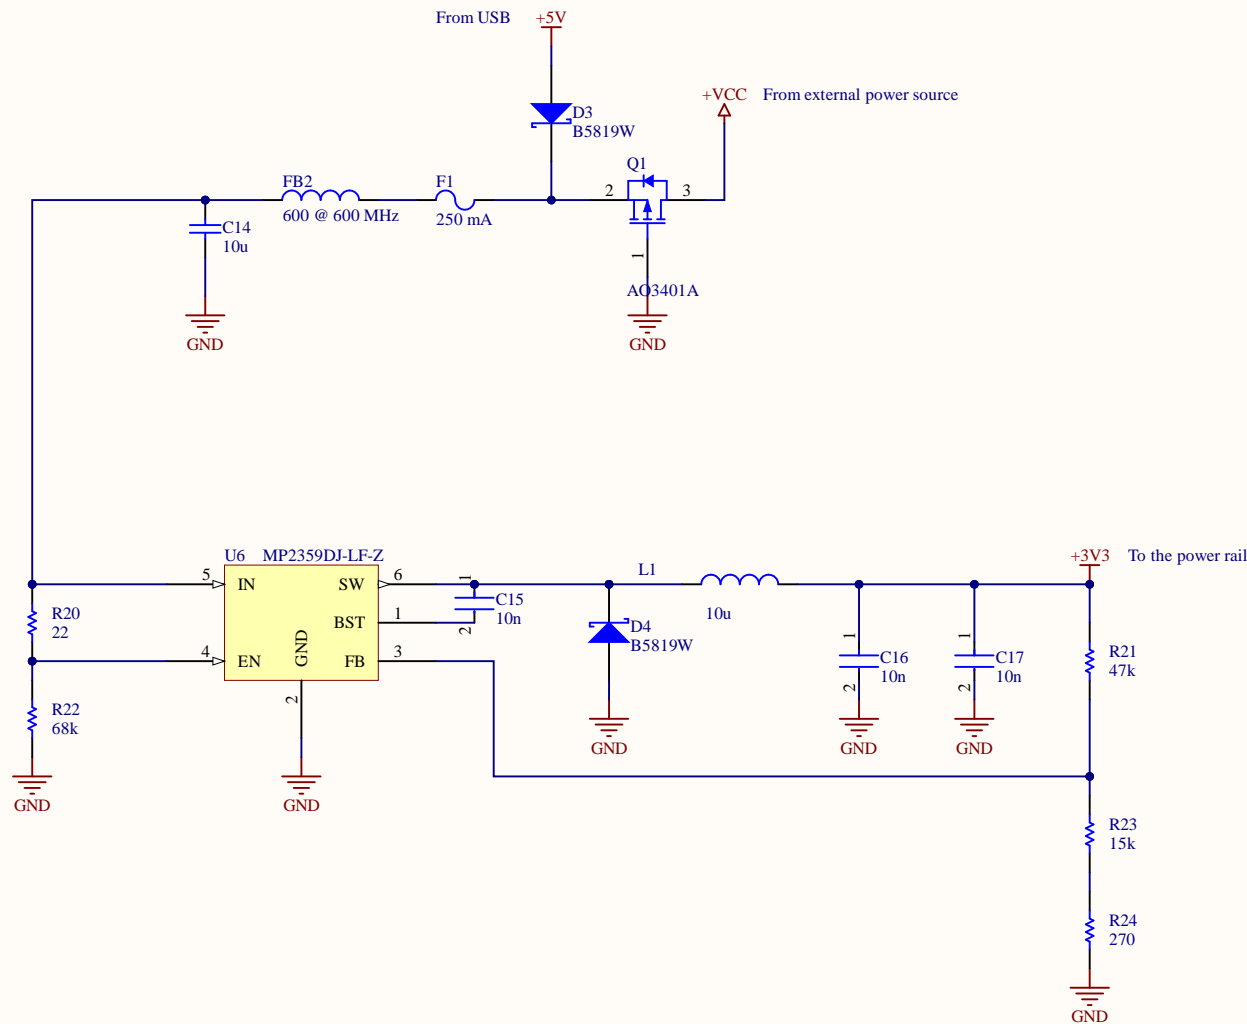 From USB +5V
+VCC From external power source
D3
B5819W
Q1
2 3
1
AO3401A
GND
FB2
600 @ 600 MHz
F1
250 mA
C14
10u
GND
U6 MP2359DJ-LF-Z
5 IN
SW 6
BST 1
4 EN
FB 3
GND
2
GND
R20
22
R22
68k
GND
1
C15
10n
2
L1
10u
D4
B5819W
GND
1
C16
10n
2
GND
1
C17
10n
2
GND
+3V3 To the power rail
R21
47k
R23
15k
R24
270
GND